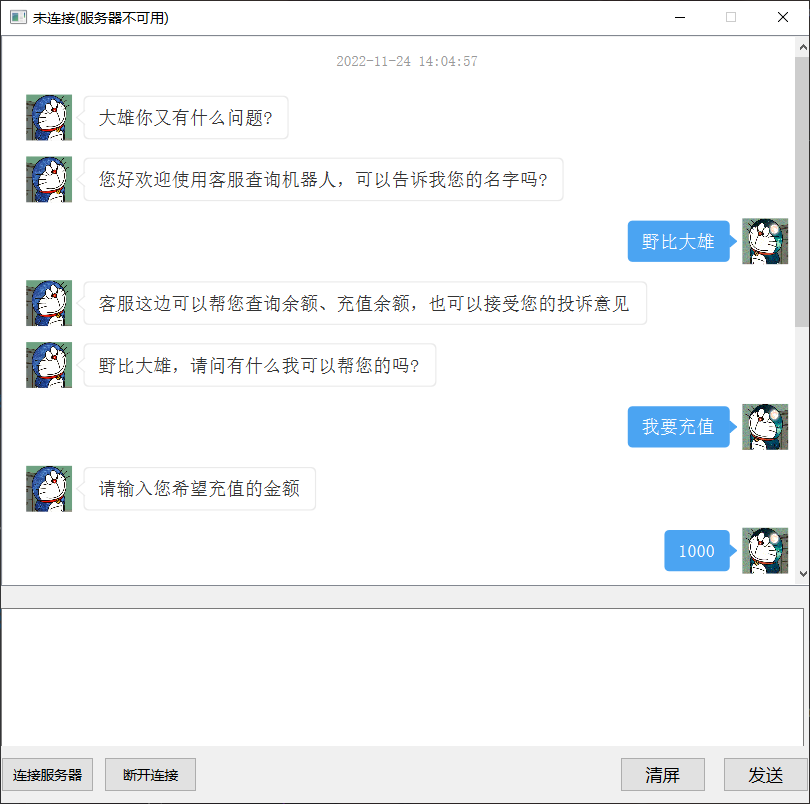 未连接(服务器不可用)
2022-11-24 14:04:57
大雄你又有什么问题?
您好欢迎使用客服查询机器人，可以告诉我您的名字吗?
野比大雄
客服这边可以帮您查询余额、充值余额，也可以接受您的投诉意见
野比大雄，请问有什么我可以帮您的吗?
我要充值
请输入您希望充值的金额
1000
连接服务器 断开连接 清屏 发送